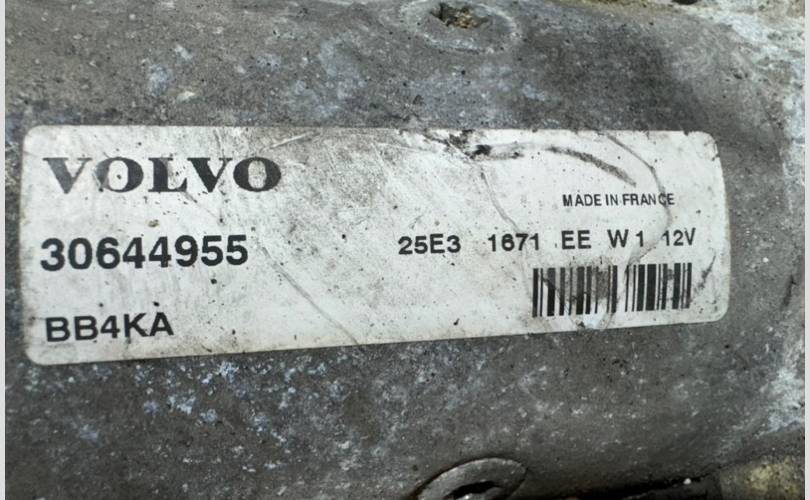 VOLVO
MADE IN FRANCE
30644955 25E3 1671 EE W1 12V
BB4KA